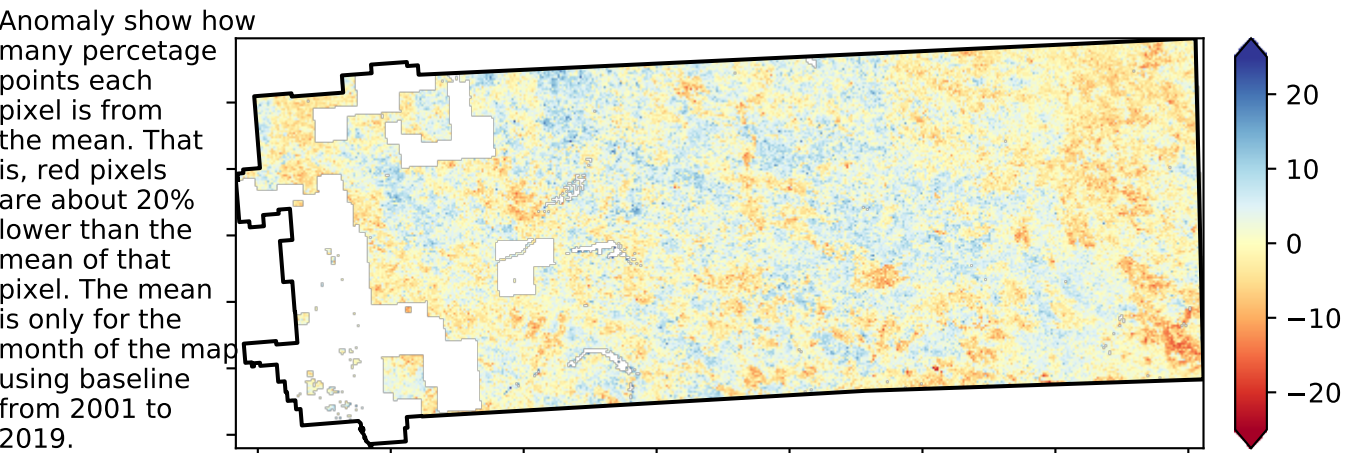 Anomaly show how
many percetage
points each
pixel is from
the mean. That
is, red pixels
are about 20%
lower than the
mean of that
pixel. The mean
is only for the
month of the map
using baseline
from 2001 to
2019.
20
10
0
−10
−20